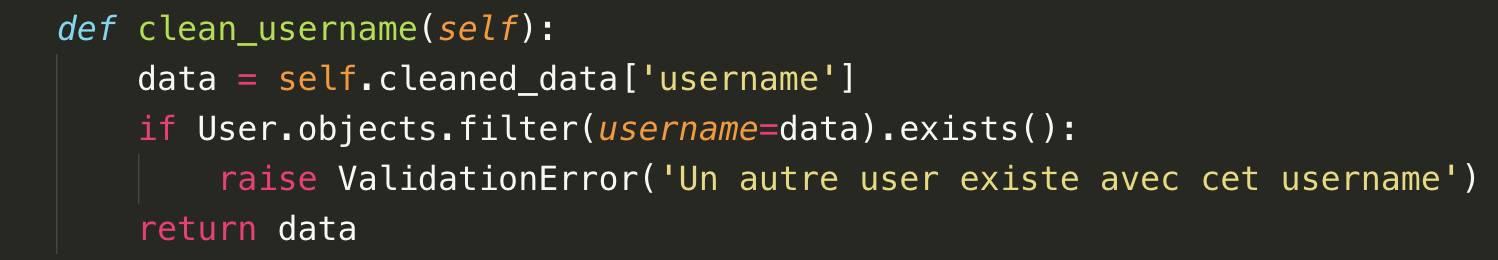 def clean_username(self):
    data = self.cleaned_data['username']
    if User.objects.filter(username=data).exists():
        raise ValidationError('Un autre user existe avec cet username')
    return data